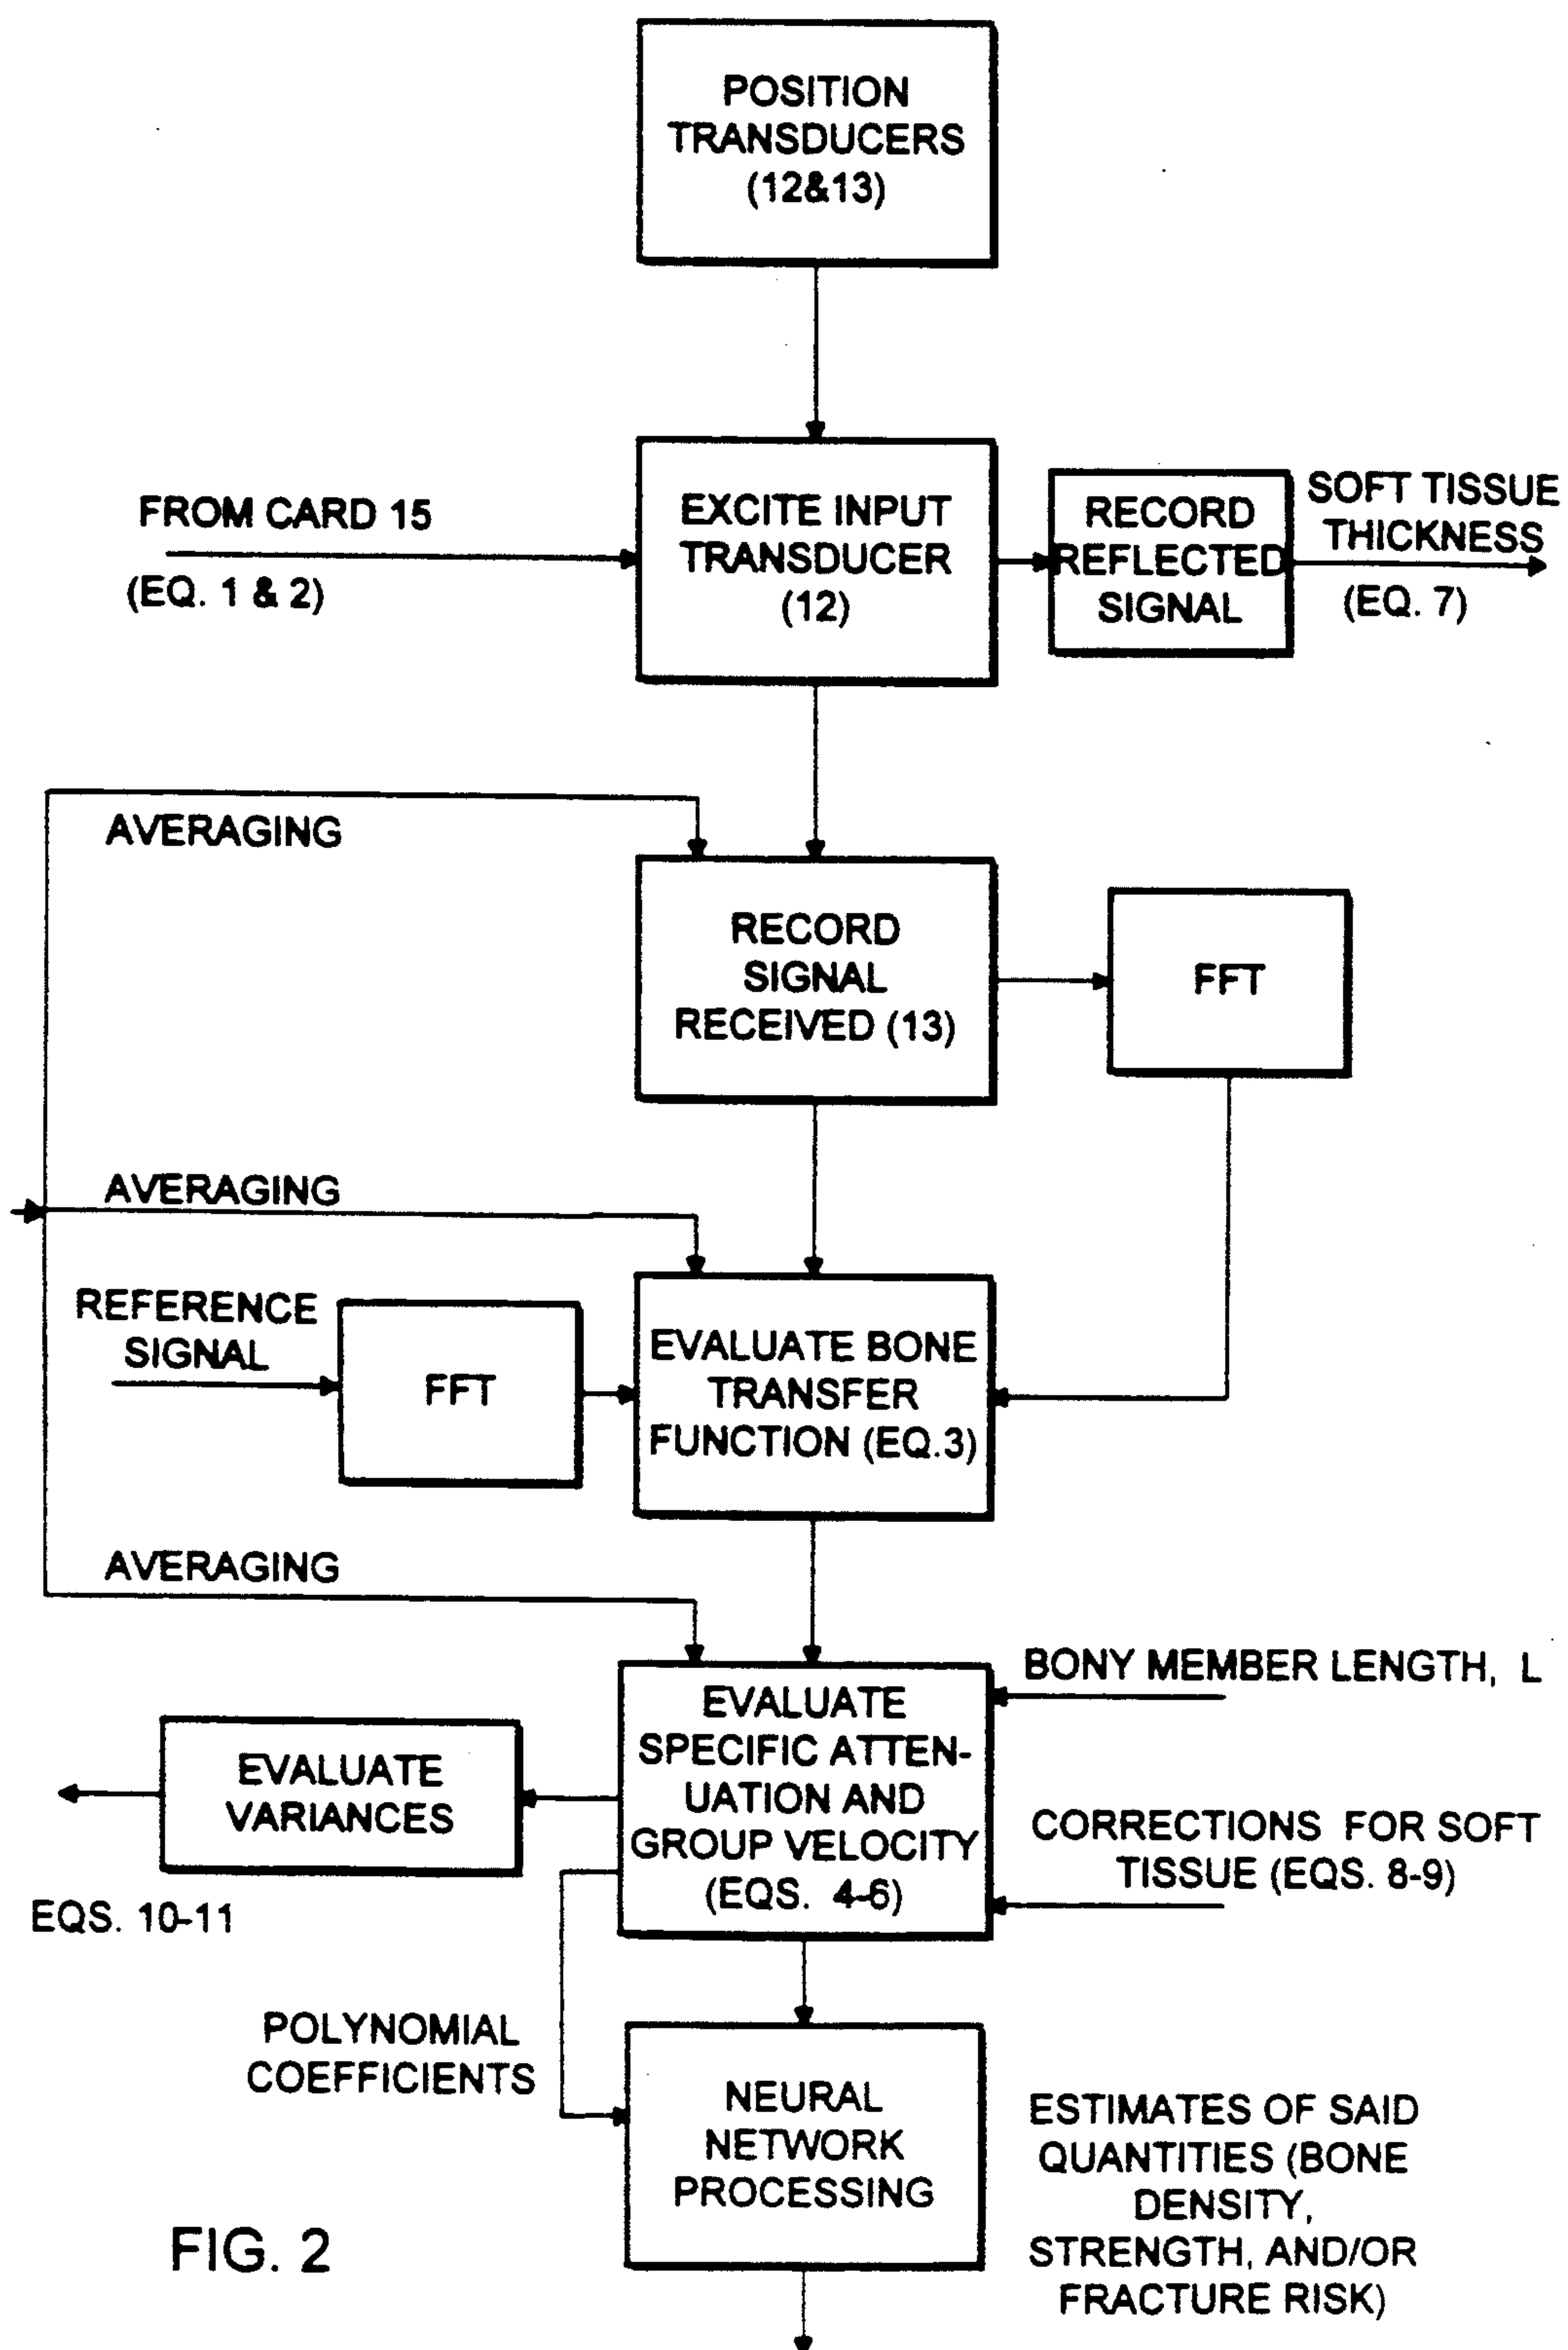 POSITION
TRANSDUCERS
(12&13)
FROM CARD 15
(EQ. 1 & 2)
EXCITE INPUT
TRANSDUCER
(12)
RECORD
REFLECTED
SIGNAL
SOFT TISSUE
THICKNESS
(EQ. 7)
AVERAGING
RECORD
SIGNAL
RECEIVED (13)
FFT
AVERAGING
REFERENCE
SIGNAL
FFT
EVALUATE BONE
TRANSFER
FUNCTION (EQ.3)
AVERAGING
EVALUATE
SPECIFIC ATTEN-
UATION AND
GROUP VELOCITY
(EQS. 4-6)
BONY MEMBER LENGTH, L
CORRECTIONS FOR SOFT
TISSUE (EQS. 8-9)
EVALUATE
VARIANCES
EQS. 10-11
POLYNOMIAL
COEFFICIENTS
NEURAL
NETWORK
PROCESSING
ESTIMATES OF SAID
QUANTITIES (BONE
DENSITY,
STRENGTH, AND/OR
FRACTURE RISK)
FIG. 2